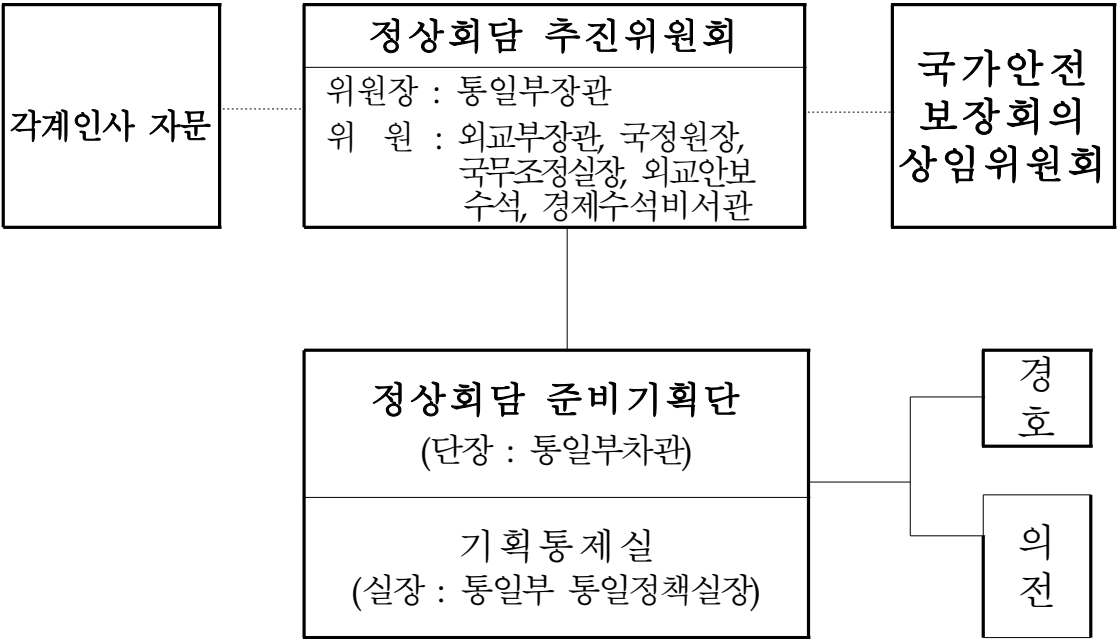 각계인사 자문
정상회담 추진위원회
위원장 : 통일부장관
위 원 : 외교부장관, 국정원장,
국무조정실장, 외교안보
수석, 경제수석비서관
국가안전
보장회의
상임위원회
정상회담 준비기획단
(단장 : 통일부차관)
기획통제실
(실장 : 통일부 통일정책실장)
경
호
의
전